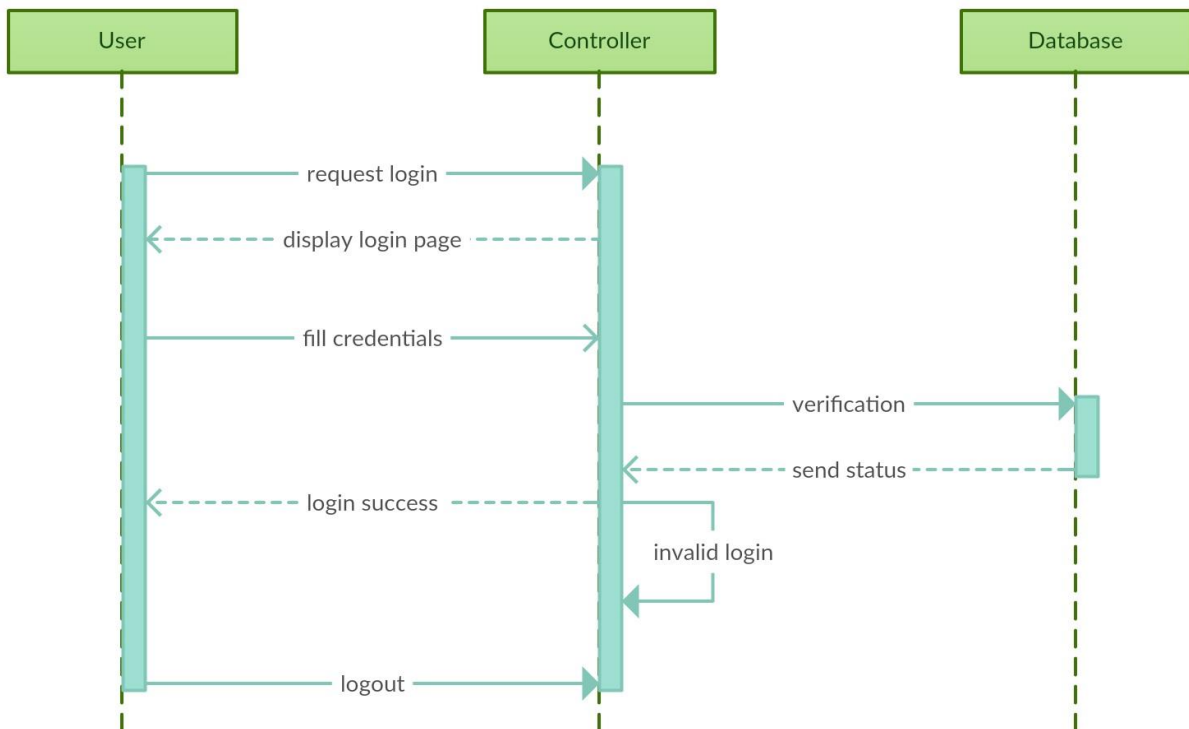 User
Controller
Database
request login
display login page
fill credentials
verification
send status
login success
invalid login
logout